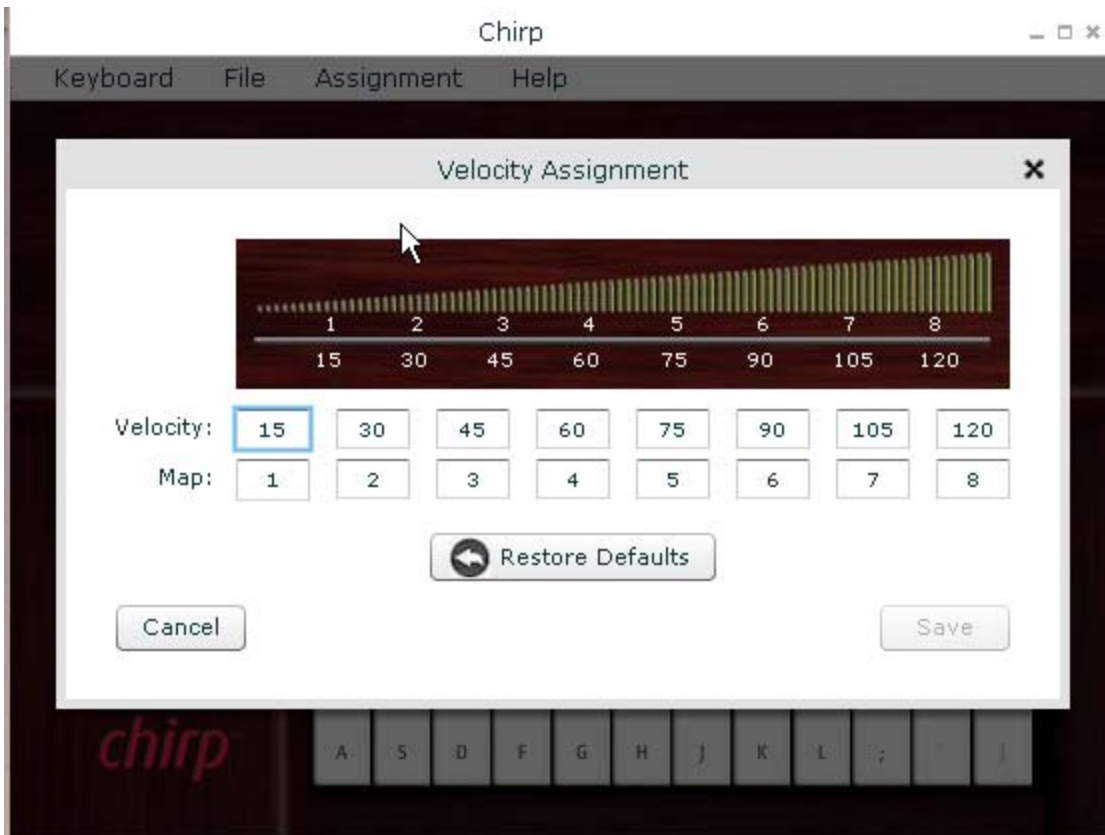 Chirp
Keyboard File Assignment Help
Velocity Assignment
1 2 3 4 5 6 7 8
15 30 45 60 75 90 105 120
Velocity: 15 30 45 60 75 90 105 120
Map: 1 2 3 4 5 6 7 8
Restore Defaults
Cancel Save
chirp A S D F G H J K L ;